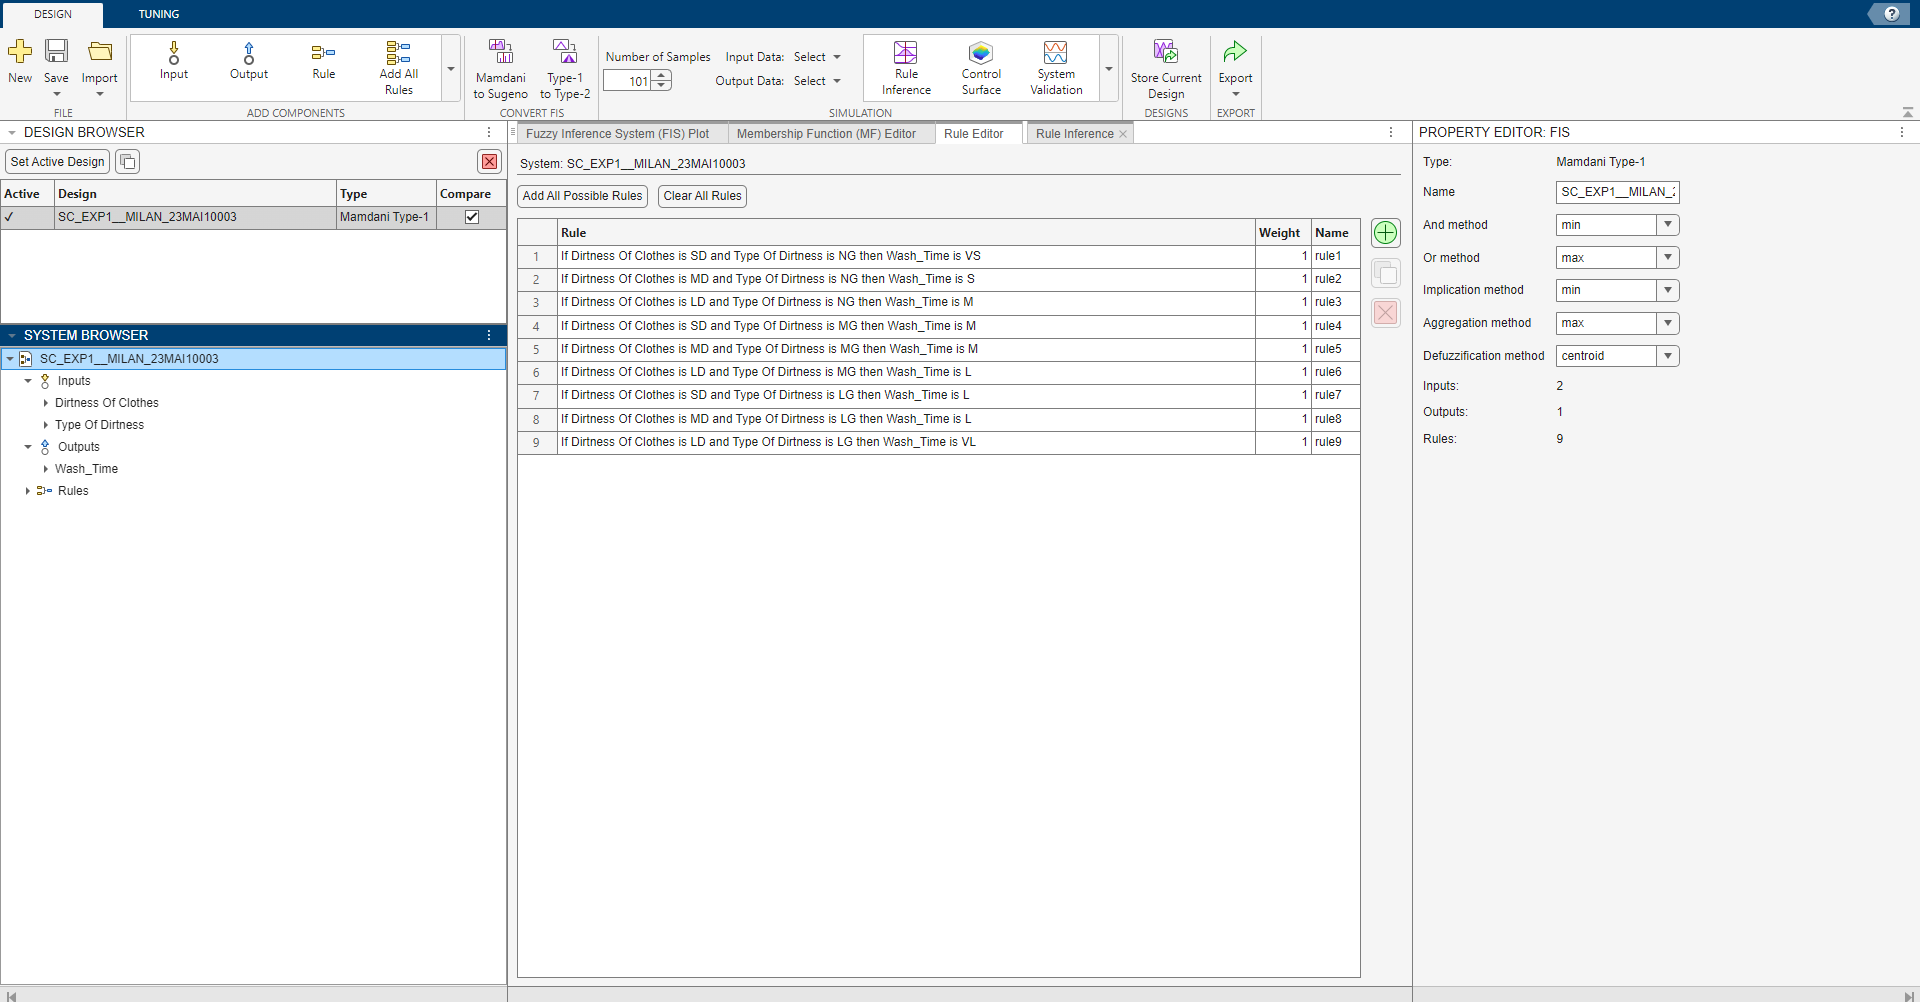 DESIGN
TUNING
New
Save
Import
FILE
Input
Output
Rule
Add All
Rules
ADD COMPONENTS
Mamdani
to Sugeno
Type-1
to Type-2
CONVERT FIS
Number of Samples
101
Input Data: Select
Output Data: Select
Rule
Inference
Control
Surface
System
Validation
SIMULATION
Store Current
Design
DESIGNS
Export
EXPORT
DESIGN BROWSER
Set Active Design
Active Design Type Compare
SC_EXP1__MILAN_23MAI10003 Mamdani Type-1
SYSTEM BROWSER
SC_EXP1__MILAN_23MAI10003
Inputs
Dirtness Of Clothes
Type Of Dirtness
Outputs
Wash_Time
Rules
Fuzzy Inference System (FIS) Plot
Membership Function (MF) Editor
Rule Editor
Rule Inference
System: SC_EXP1__MILAN_23MAI10003
Add All Possible Rules
Clear All Rules
Rule Weight Name
1 If Dirtness Of Clothes is SD and Type Of Dirtness is NG then Wash_Time is VS 1 rule1
2 If Dirtness Of Clothes is MD and Type Of Dirtness is NG then Wash_Time is S 1 rule2
3 If Dirtness Of Clothes is LD and Type Of Dirtness is NG then Wash_Time is M 1 rule3
4 If Dirtness Of Clothes is SD and Type Of Dirtness is MG then Wash_Time is M 1 rule4
5 If Dirtness Of Clothes is MD and Type Of Dirtness is MG then Wash_Time is M 1 rule5
6 If Dirtness Of Clothes is LD and Type Of Dirtness is MG then Wash_Time is L 1 rule6
7 If Dirtness Of Clothes is SD and Type Of Dirtness is LG then Wash_Time is L 1 rule7
8 If Dirtness Of Clothes is MD and Type Of Dirtness is LG then Wash_Time is L 1 rule8
9 If Dirtness Of Clothes is LD and Type Of Dirtness is LG then Wash_Time is VL 1 rule9
PROPERTY EDITOR: FIS
Type: Mamdani Type-1
Name SC_EXP1__MILAN_2
And method min
Or method max
Implication method min
Aggregation method max
Defuzzification method centroid
Inputs: 2
Outputs: 1
Rules: 9